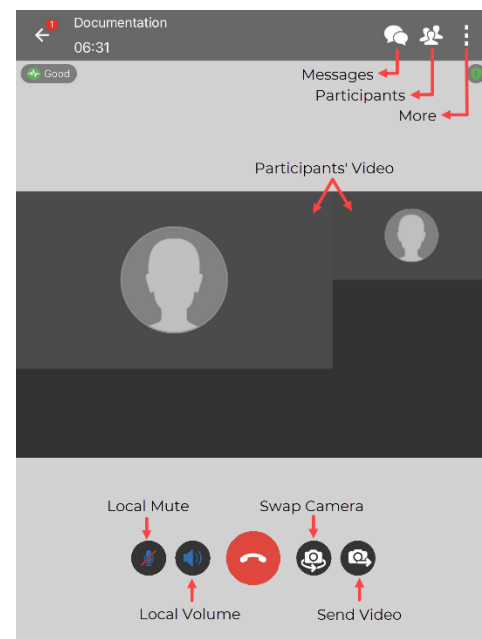 1
Documentation
06:31
Good
Messages
Participants
More
Participants' Video
Local Mute
Swap Camera
Local Volume
Send Video